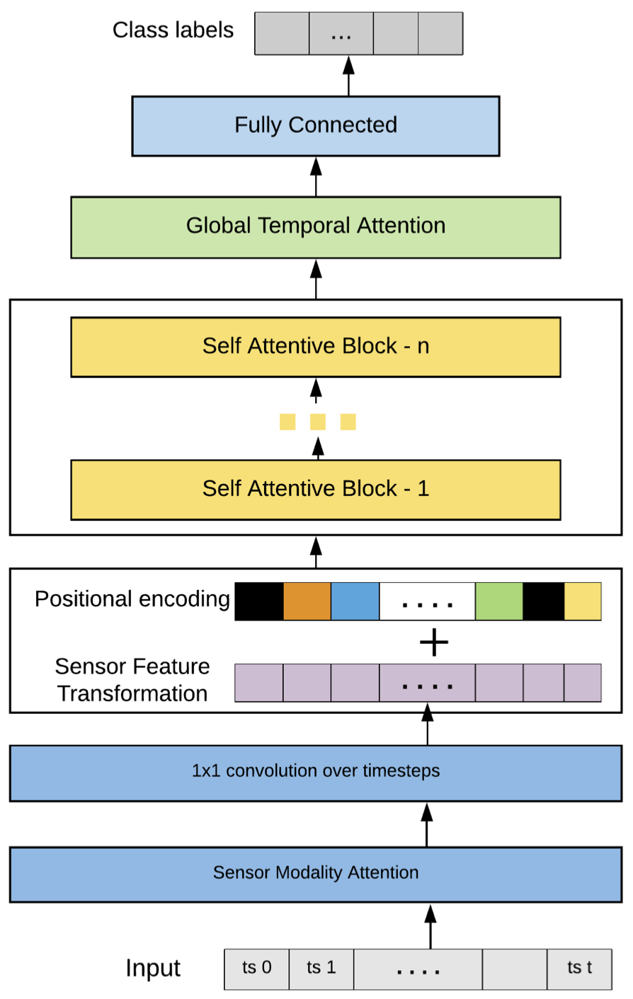 Class labels
...
Fully Connected
Global Temporal Attention
Self Attentive Block - n
Self Attentive Block - 1
Positional encoding
. . . .
+
Sensor Feature
Transformation
. . . .
1x1 convolution over timesteps
Sensor Modality Attention
Input
ts 0
ts 1
. . . .
ts t